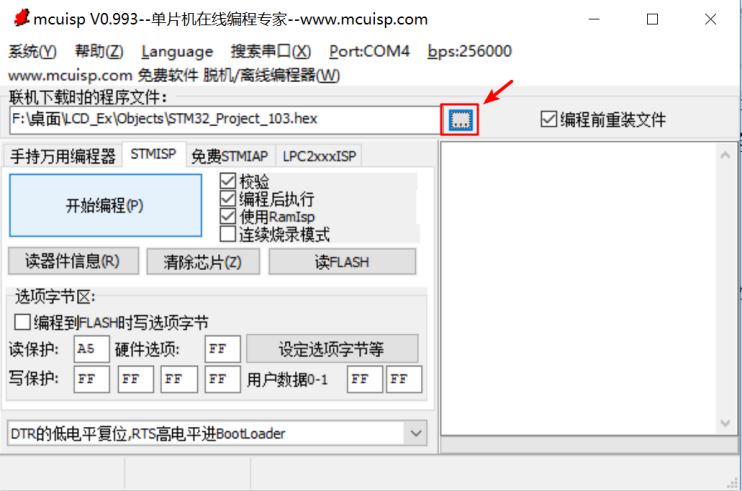 mcuisp V0.993--单片机在线编程专家--www.mcuisp.com
系统(Y) 帮助(Z) Language 搜索串口(X) Port:COM4 bps:256000
www.mcuisp.com 免费软件 脱机/离线编程器(W)
联机下载时的程序文件:
F:\桌面\LCD_Ex\Objects\STM32_Project_103.hex ... 编程前重装文件
手持万用编程器 STMISP 免费STMIAP LPC2xxxISP
开始编程(P)
校验
编程后执行
使用RamIsp
连续烧录模式
读器件信息(R) 清除芯片(Z) 读FLASH
选项字节区:
编程到FLASH时写选项字节
读保护: A5 硬件选项: FF 设定选项字节等
写保护: FF FF FF FF 用户数据0-1 FF FF
DTR的低电平复位,RTS高电平进BootLoader